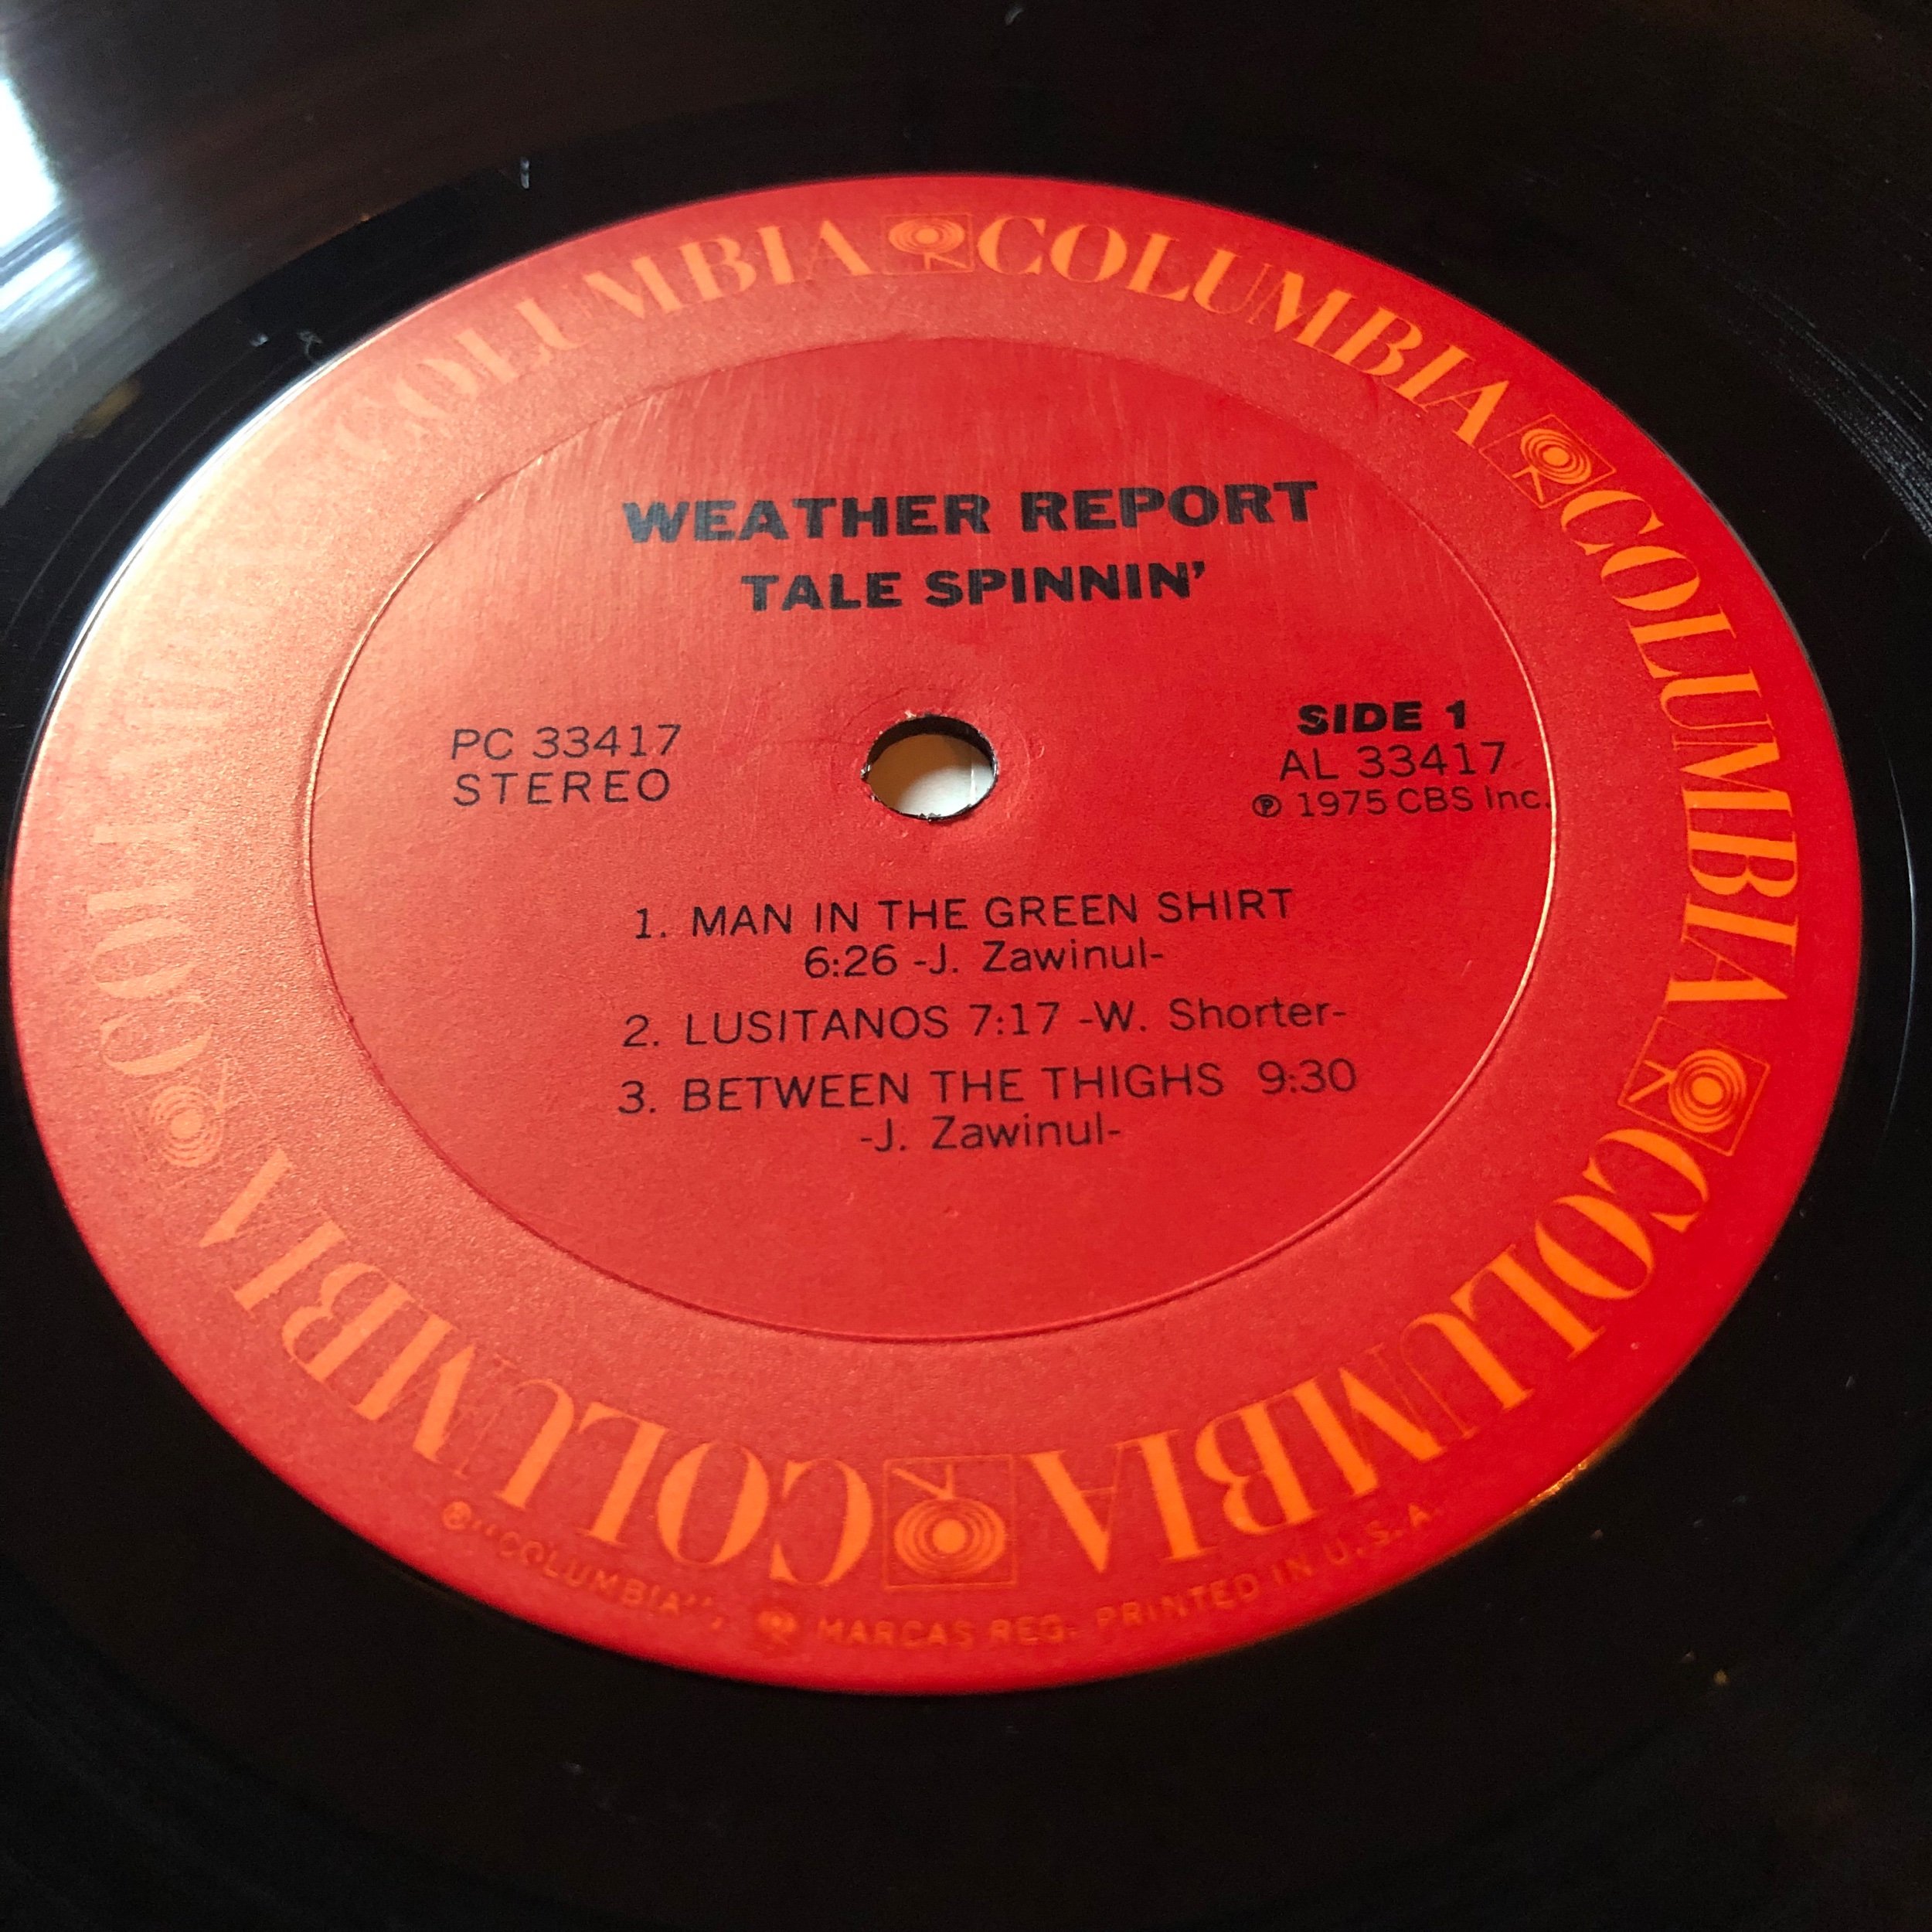 COLUMBIA COLUMBIA COLUMBIA COLUMBIA COLUMBIA COLUMBIA
WEATHER REPORT
TALE SPINNIN’
PC 33417
STEREO
SIDE 1
AL 33417
℗ 1975 CBS Inc.
1. MAN IN THE GREEN SHIRT
6:26 -J. Zawinul-
2. LUSITANOS 7:17 -W. Shorter-
3. BETWEEN THE THIGHS 9:30
-J. Zawinul-
® "COLUMBIA", MARCAS REG. PRINTED IN U.S.A.